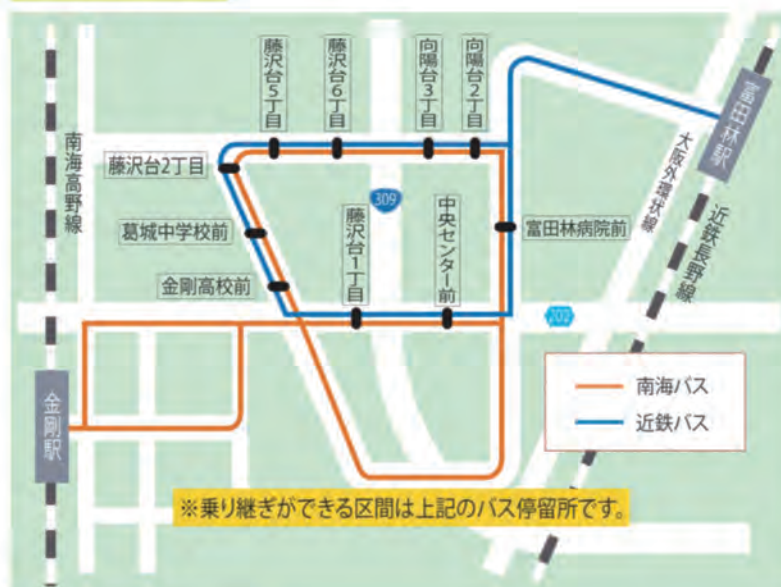 藤沢台5丁目
藤沢台6丁目
向陽台3丁目
向陽台2丁目
富田林駅
南海高野線
大阪外環状線
藤沢台2丁目
近鉄長野線
309
葛城中学校前
藤沢台1丁目
中央センター前
富田林病院前
金剛高校前
202
南海バス
近鉄バス
金剛駅
※乗り継ぎができる区間は上記のバス停留所です。